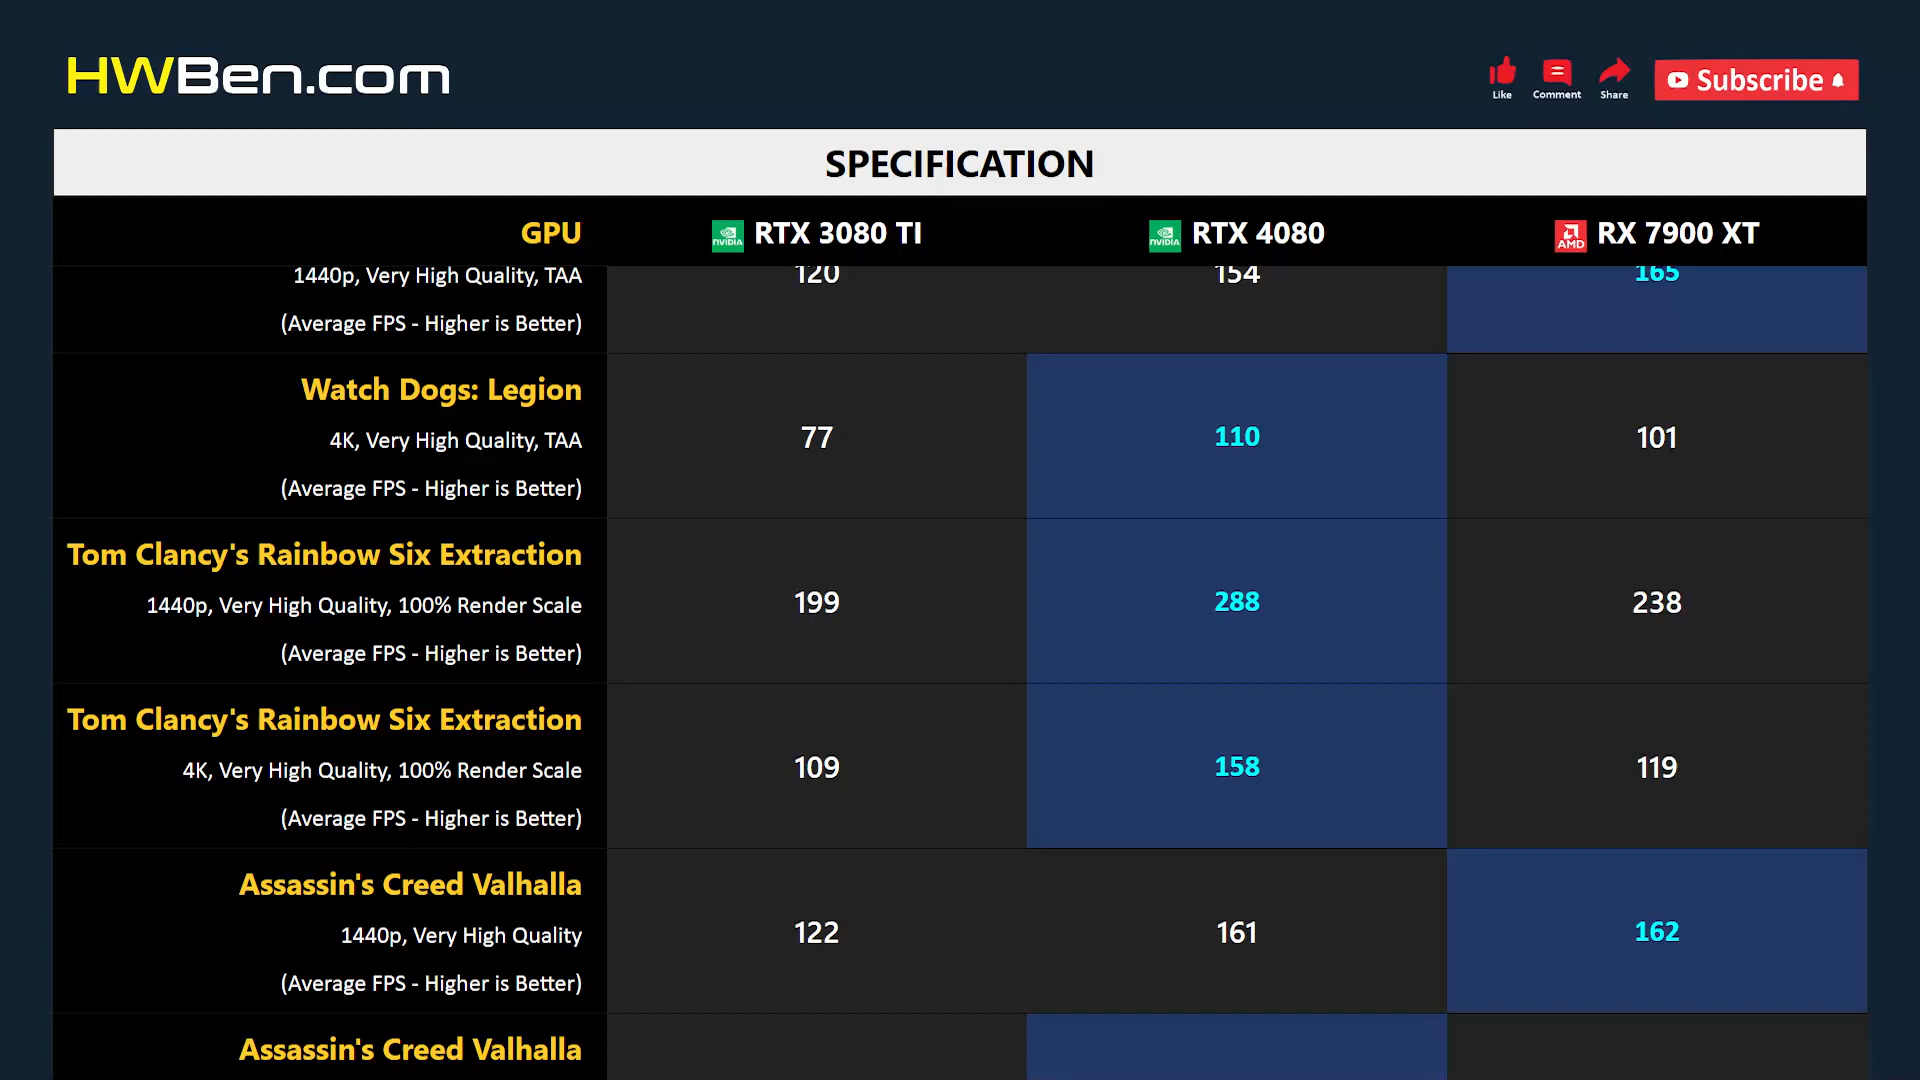 HWBen.com
Like
Comment
Share
Subscribe
SPECIFICATION
GPU
NVIDIA
RTX 3080 TI
NVIDIA
RTX 4080
AMD
RX 7900 XT
1440p, Very High Quality, TAA
(Average FPS - Higher is Better)
120
154
165
Watch Dogs: Legion
4K, Very High Quality, TAA
(Average FPS - Higher is Better)
77
110
101
Tom Clancy's Rainbow Six Extraction
1440p, Very High Quality, 100% Render Scale
(Average FPS - Higher is Better)
199
288
238
Tom Clancy's Rainbow Six Extraction
4K, Very High Quality, 100% Render Scale
(Average FPS - Higher is Better)
109
158
119
Assassin's Creed Valhalla
1440p, Very High Quality
(Average FPS - Higher is Better)
122
161
162
Assassin's Creed Valhalla